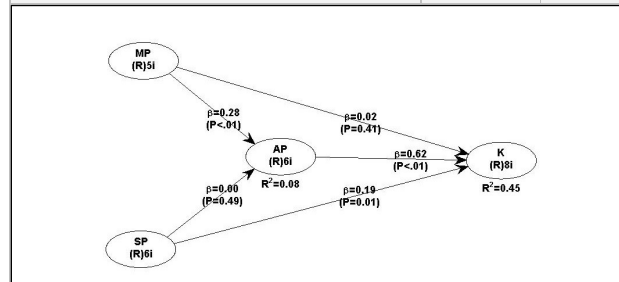 MP
(R)5i
β=0.28
(P<.01)
β=0.02
(P=0.41)
AP
(R)6i
R²=0.08
β=0.62
(P<.01)
K
(R)8i
R²=0.45
β=0.00
(P=0.49)
β=0.19
(P=0.01)
SP
(R)6i